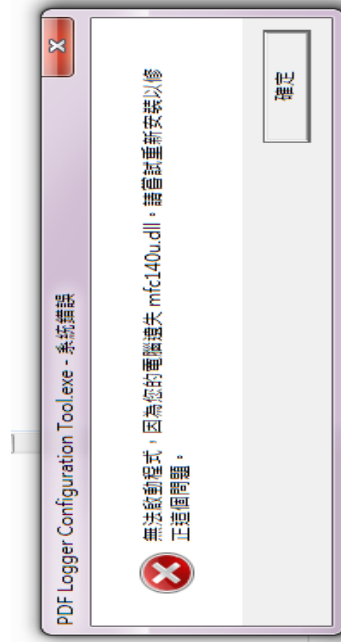 PDF Logger Configuration Tool.exe - 系統錯誤
無法啟動程式，因為您的電腦遺失 mfc140u.dll。請嘗試重新安裝以修
正這個問題。
確定